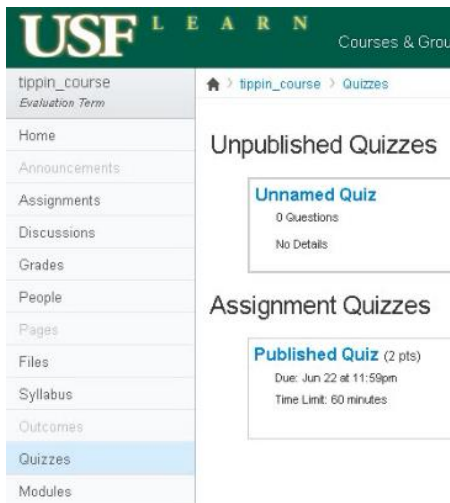 USF LEARN
Courses & Grou
tippin_course
Evaluation Term
Home
Announcements
Assignments
Discussions
Grades
People
Pages
Files
Syllabus
Outcomes
Quizzes
Modules
tippin_course > Quizzes
Unpublished Quizzes
Unnamed Quiz
0 Questions
No Details
Assignment Quizzes
Published Quiz (2 pts)
Due: Jun 22 at 11:59pm
Time Limit: 60 minutes